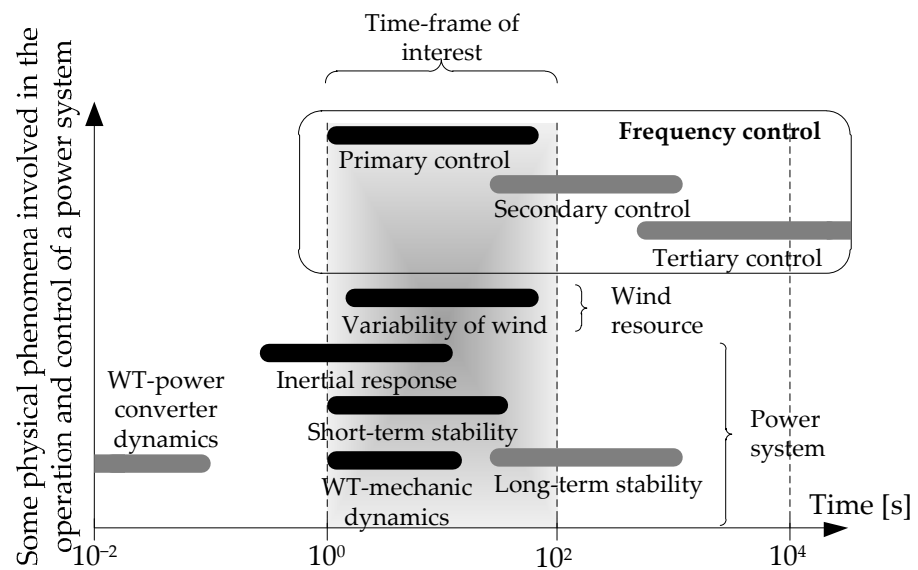 Time-frame of
interest
Some physical phenomena involved in the
operation and control of a power system
Frequency control
Primary control
Secondary control
Tertiary control
Variability of wind
Wind
resource
Inertial response
WT-power
converter
dynamics
Short-term stability
Power
system
WT-mechanic
dynamics
Long-term stability
Time [s]
10⁻²
10⁰
10²
10⁴